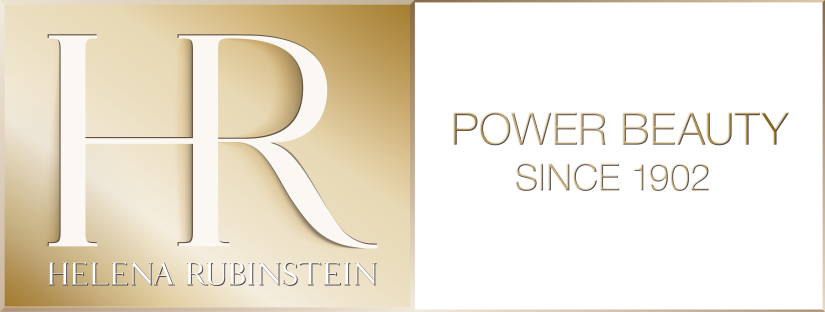 HR
HELENA RUBINSTEIN
POWER BEAUTY
SINCE 1902